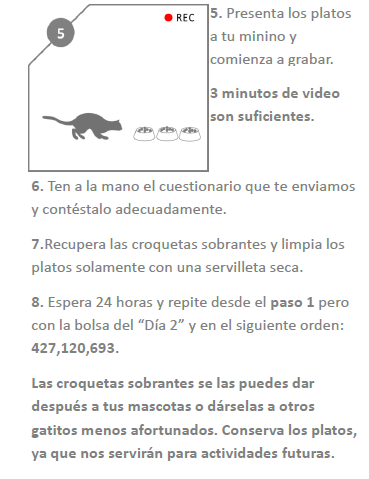 5
REC
5. Presenta los platos
a tu minino y
comienza a grabar.
3 minutos de video
son suficientes.
6. Ten a la mano el cuestionario que te enviamos
y contéstalo adecuadamente.
7.Recupera las croquetas sobrantes y limpia los
platos solamente con una servilleta seca.
8. Espera 24 horas y repite desde el paso 1 pero
con la bolsa del “Día 2” y en el siguiente orden:
427,120,693.
Las croquetas sobrantes se las puedes dar
después a tus mascotas o dárselas a otros
gatitos menos afortunados. Conserva los platos,
ya que nos servirán para actividades futuras.